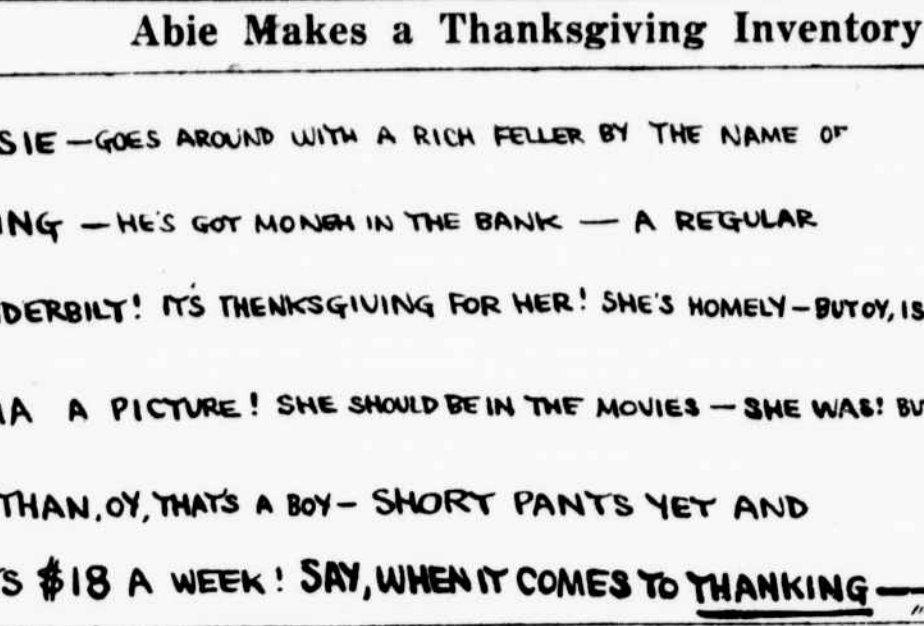 Abie Makes a Thanksgiving Inventory
SIE — GOES AROUND WITH A RICH FELLER BY THE NAME OF
ING — HE'S GOT MONEH IN THE BANK — A REGULAR
DERBILT! IT'S THENKSGIVING FOR HER! SHE'S HOMELY — BUT OY, IS
IA A PICTURE! SHE SHOULD BE IN THE MOVIES — SHE WAS! BU
THAN, OY, THAT'S A BOY — SHORT PANTS YET AND
S $18 A WEEK! SAY, WHEN IT COMES TO THANKING —